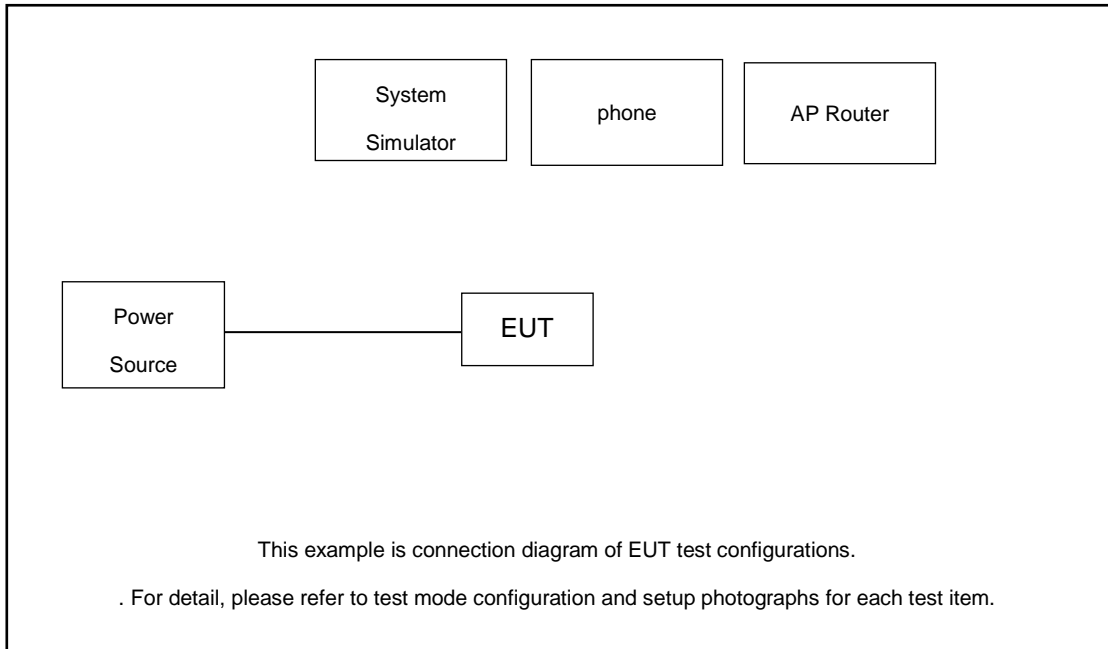 System
Simulator
phone
AP Router
Power
Source
EUT
This example is connection diagram of EUT test configurations.
. For detail, please refer to test mode configuration and setup photographs for each test item.